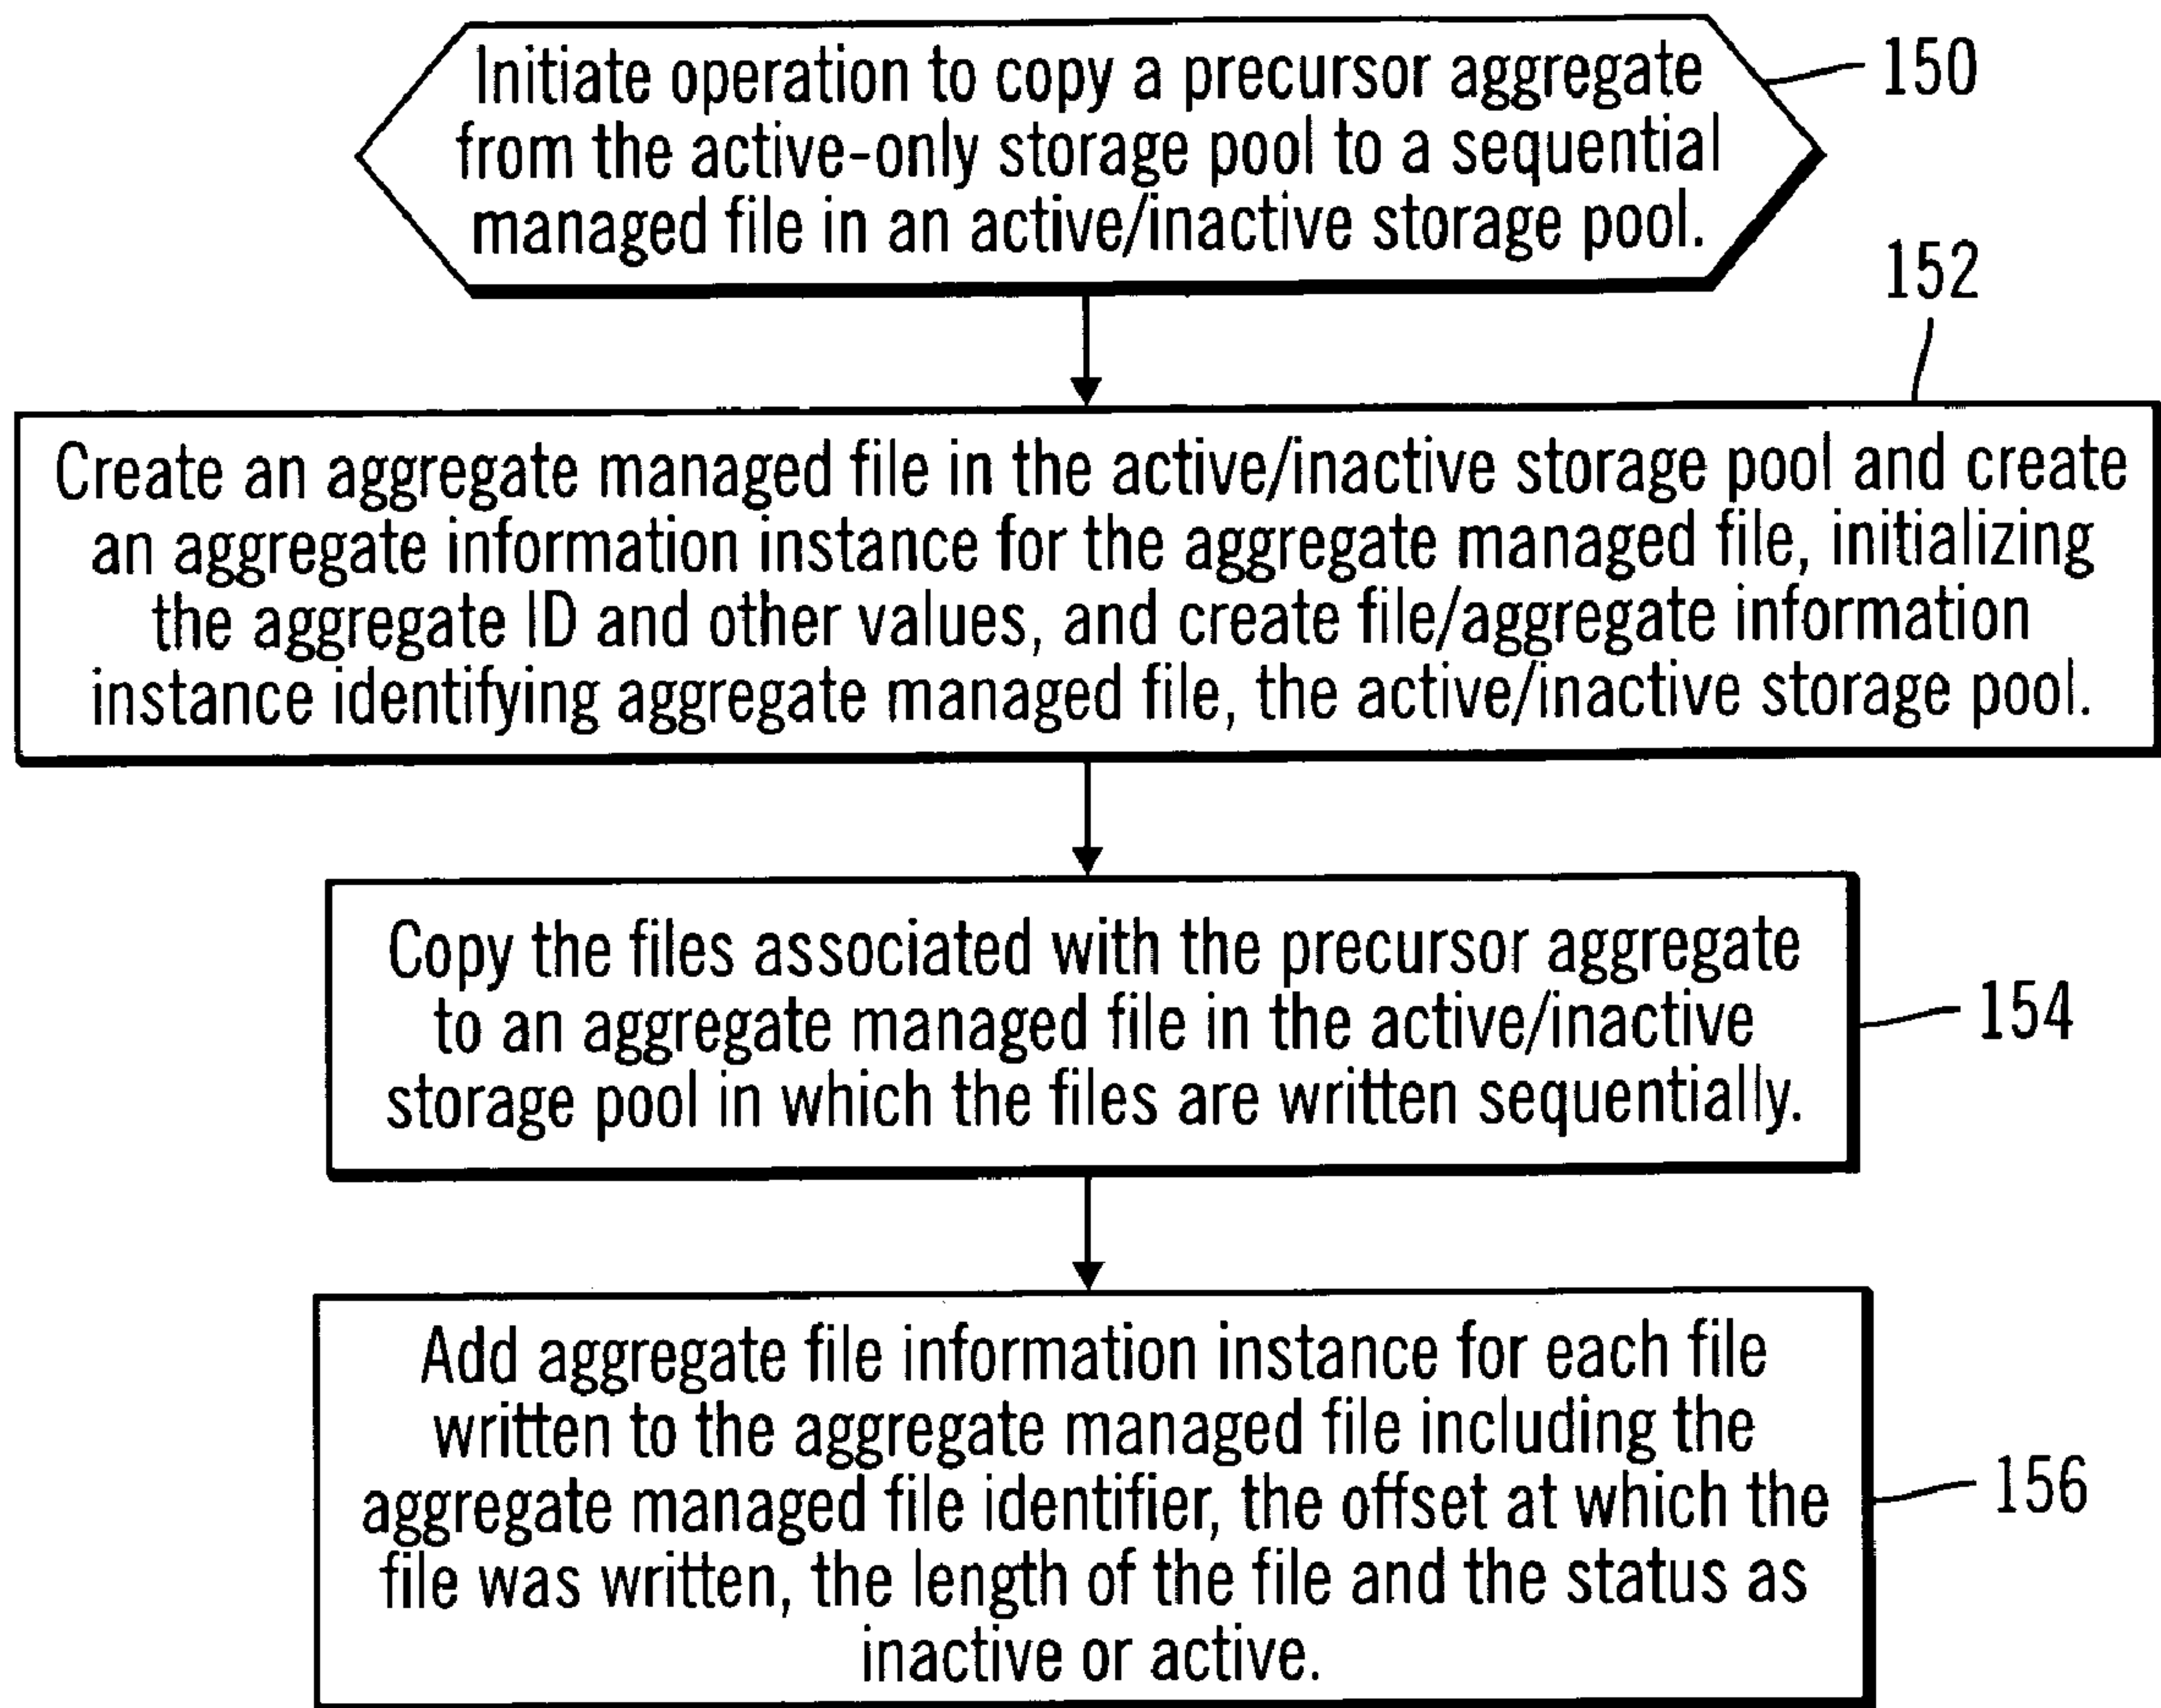 Initiate operation to copy a precursor aggregate
from the active-only storage pool to a sequential
managed file in an active/inactive storage pool.
150
152
Create an aggregate managed file in the active/inactive storage pool and create
an aggregate information instance for the aggregate managed file, initializing
the aggregate ID and other values, and create file/aggregate information
instance identifying aggregate managed file, the active/inactive storage pool.
Copy the files associated with the precursor aggregate
to an aggregate managed file in the active/inactive
storage pool in which the files are written sequentially.
154
Add aggregate file information instance for each file
written to the aggregate managed file including the
aggregate managed file identifier, the offset at which the
file was written, the length of the file and the status as
inactive or active.
156